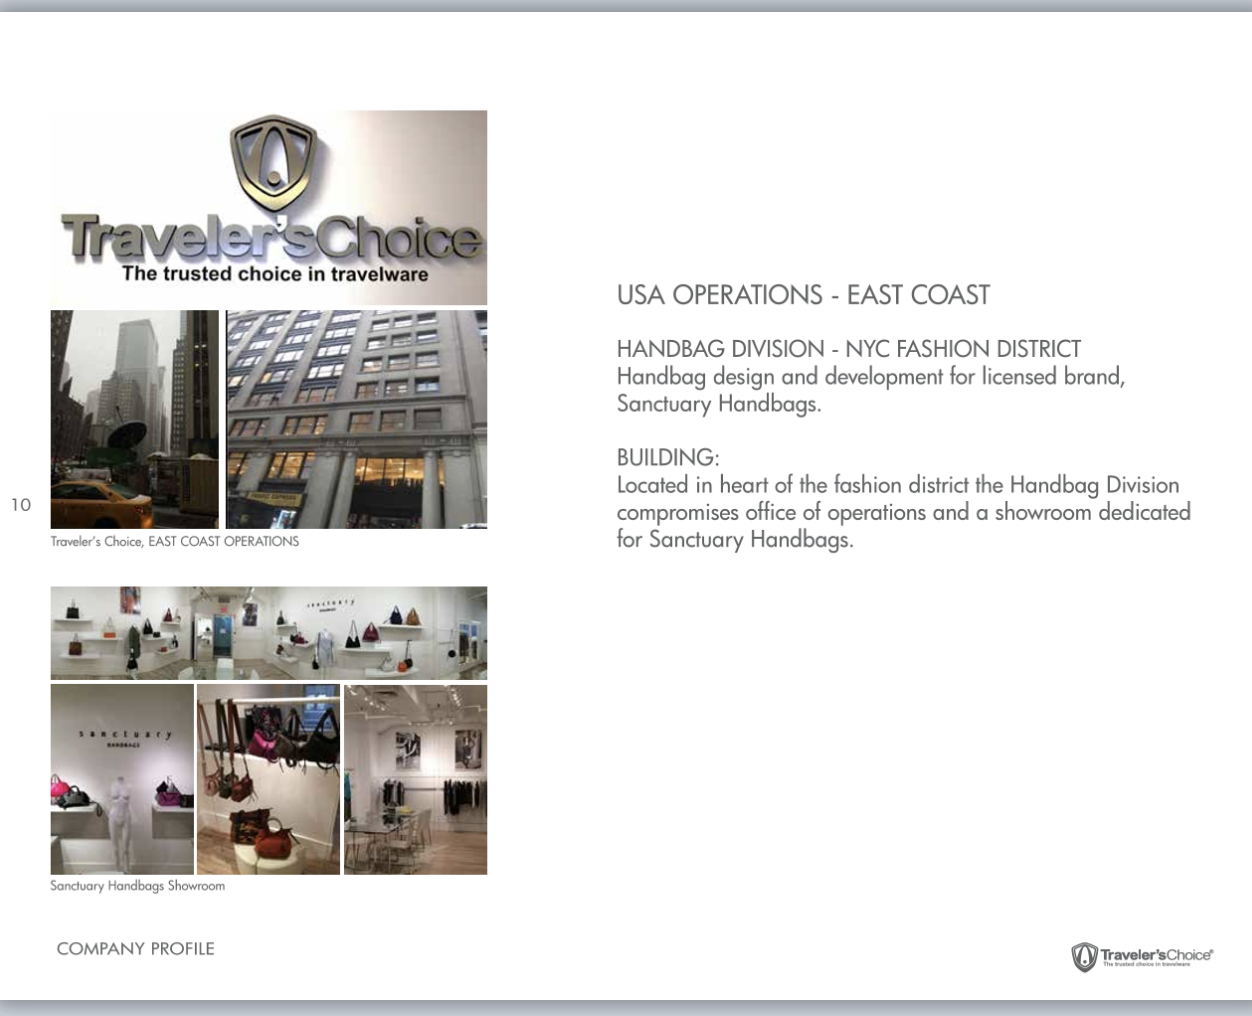 Traveler'sChoice
The trusted choice in travelware
USA OPERATIONS - EAST COAST
HANDBAG DIVISION - NYC FASHION DISTRICT
Handbag design and development for licensed brand,
Sanctuary Handbags.
BUILDING:
Located in heart of the fashion district the Handbag Division
compromises office of operations and a showroom dedicated
for Sanctuary Handbags.
10
Traveler's Choice, EAST COAST OPERATIONS
sanctuary
HANDBAGS
sanctuary
HANDBAGS
Sanctuary Handbags Showroom
COMPANY PROFILE
Traveler'sChoice®
The trusted choice in travelware